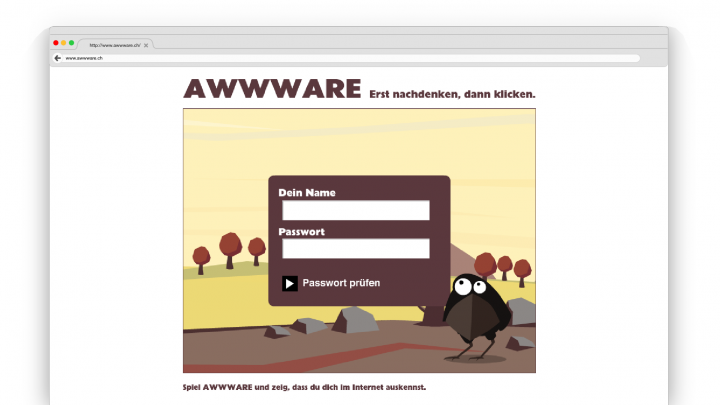 http://www.awwware.ch/
www.awwware.ch
AWWWARE Erst nachdenken, dann klicken.
Dein Name
Passwort
Passwort prüfen
Spiel AWWWARE und zeig, dass du dich im Internet auskennst.